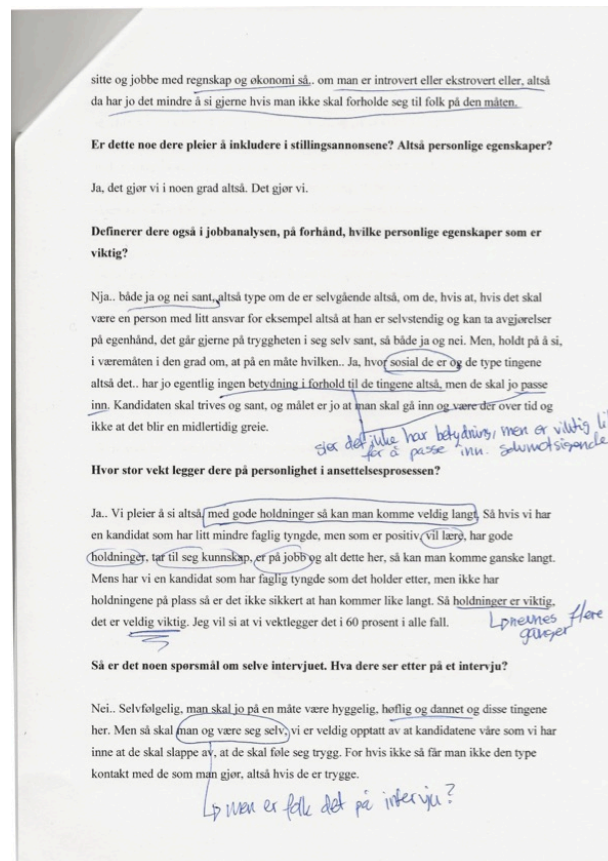 sitte og jobbe med regnskap og økonomi så.. om man er introvert eller ekstrovert eller, altså
da har jo det mindre å si gjerne hvis man ikke skal forholde seg til folk på den måten.
Er dette noe dere pleier å inkludere i stillingsannonsene? Altså personlige egenskaper?
Ja, det gjør vi i noen grad altså. Det gjør vi.
Definerer dere også i jobbanalysen, på forhånd, hvilke personlige egenskaper som er
viktig?
Nja.. både ja og nei sant, altså type om de er selvgående altså, om de, hvis at, hvis det skal
være en person med litt ansvar for eksempel altså at han er selvstendig og kan ta avgjørelser
på egenhånd, det går gjerne på tryggheten i seg selv sant, så både ja og nei. Men, holdt på å si,
i væremåten i den grad om, at på en måte hvilken.. Ja, hvor sosial de er og de type tingene
altså det.. har jo egentlig ingen betydning i forhold til de tingene altså, men de skal jo passe
inn. Kandidaten skal trives og sant, og målet er jo at man skal gå inn og være der over tid og
ikke at det blir en midlertidig greie.
sier det ikke har betydning, men er viktig
for å passe inn. Selvmotsigende
Hvor stor vekt legger dere på personlighet i ansettelsesprosessen?
Ja.. Vi pleier å si altså, med gode holdninger så kan man komme veldig langt. Så hvis vi har
en kandidat som har litt mindre faglig tyngde, men som er positiv, vil lære, har gode
holdninger, tar til seg kunnskap, er på jobb og alt dette her, så kan man komme ganske langt.
Mens har vi en kandidat som har faglig tyngde som det holder etter, men ikke har
holdningene på plass så er det ikke sikkert at han kommer like langt. Så holdninger er viktig,
det er veldig viktig. Jeg vil si at vi vektlegger det i 60 prosent i alle fall.
nevnes flere
ganger
Så er det noen spørsmål om selve intervjuet. Hva dere ser etter på et intervju?
Nei.. Selvfølgelig, man skal jo på en måte være hyggelig, høflig og dannet og disse tingene
her. Men så skal man og være seg selv, vi er veldig opptatt av at kandidatene våre som vi har
inne at de skal slappe av, at de skal føle seg trygg. For hvis ikke så får man ikke den type
kontakt med de som man gjør, altså hvis de er trygge.
men er folk det på intervju?